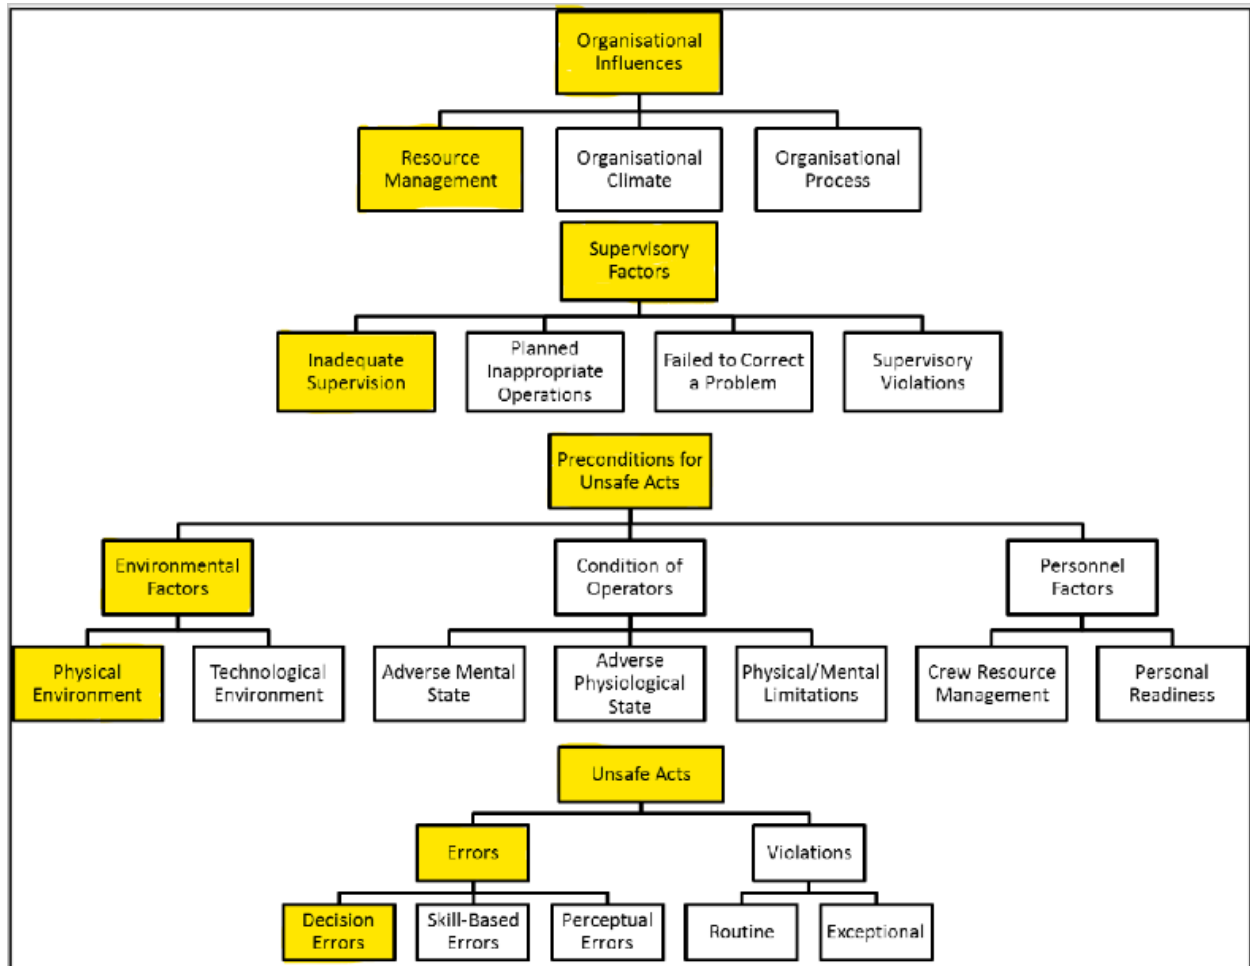 Organisational
Influences
Resource
Management
Organisational
Climate
Organisational
Process
Supervisory
Factors
Inadequate
Supervision
Planned
Inappropriate
Operations
Failed to Correct
a Problem
Supervisory
Violations
Preconditions for
Unsafe Acts
Environmental
Factors
Condition of
Operators
Personnel
Factors
Physical
Environment
Technological
Environment
Adverse Mental
State
Adverse
Physiological
State
Physical/Mental
Limitations
Crew Resource
Management
Personal
Readiness
Unsafe Acts
Errors
Violations
Decision
Errors
Skill-Based
Errors
Perceptual
Errors
Routine
Exceptional